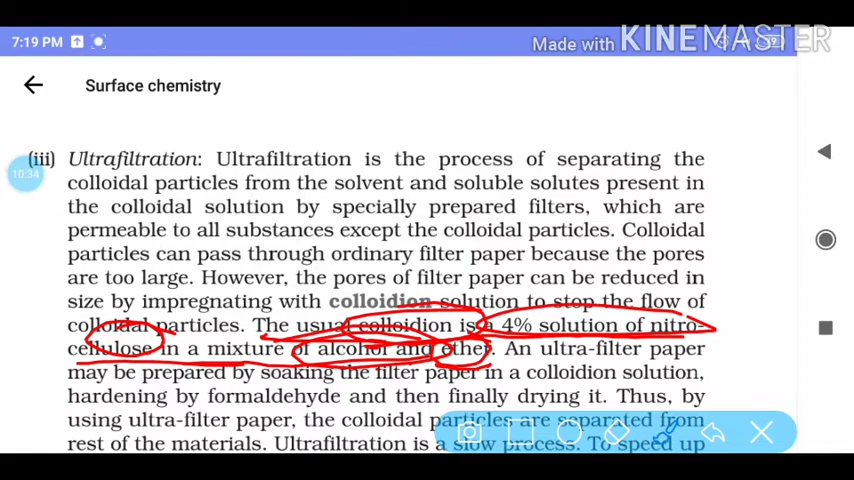 7:19 PM
Made with KINEMASTER
Surface chemistry
(iii) Ultrafiltration: Ultrafiltration is the process of separating the
10:34
colloidal particles from the solvent and soluble solutes present in
the colloidal solution by specially prepared filters, which are
permeable to all substances except the colloidal particles. Colloidal
particles can pass through ordinary filter paper because the pores
are too large. However, the pores of filter paper can be reduced in
size by impregnating with colloidion solution to stop the flow of
colloidal particles. The usual colloidion is a 4% solution of nitro-
cellulose in a mixture of alcohol and ether. An ultra-filter paper
may be prepared by soaking the filter paper in a colloidion solution,
hardening by formaldehyde and then finally drying it. Thus, by
using ultra-filter paper, the colloidal particles are separated from
rest of the materials. Ultrafiltration is a slow process. To speed up